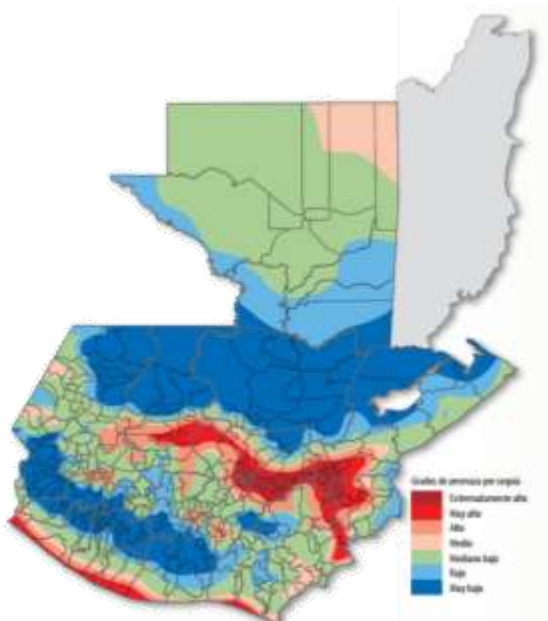 Grados de amenaza por sequía
Extremadamente alta
Muy alta
Alta
Media
Mediana baja
Baja
Muy baja